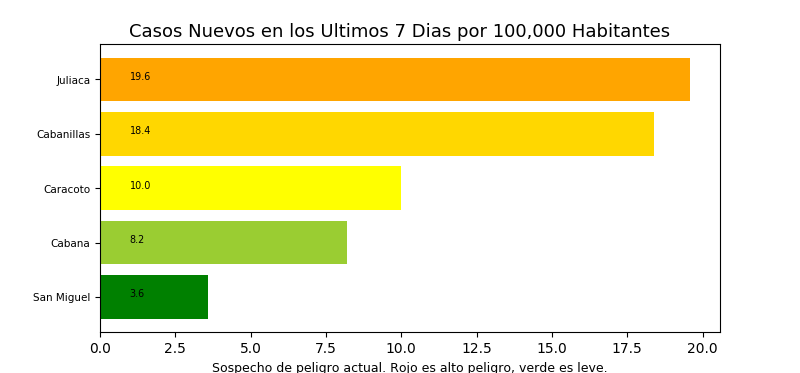 Casos Nuevos en los Ultimos 7 Dias por 100,000 Habitantes
Juliaca 19.6
Cabanillas 18.4
Caracoto 10.0
Cabana 8.2
San Miguel 3.6
0.0 2.5 5.0 7.5 10.0 12.5 15.0 17.5 20.0
Sospecho de peligro actual. Rojo es alto peligro, verde es leve.